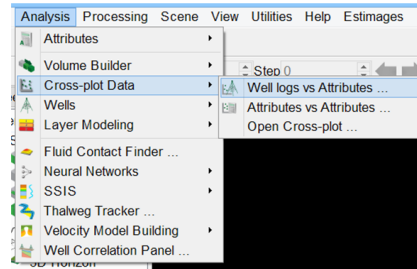 Analysis Processing Scene View Utilities Help Estimages
Attributes
Volume Builder
Step 0
Cross-plot Data
Well logs vs Attributes ...
Wells
Attributes vs Attributes ...
Layer Modeling
Open Cross-plot ...
Fluid Contact Finder ...
Neural Networks
SSIS
Thalweg Tracker ...
Velocity Model Building
Well Correlation Panel ...
3D Horizon